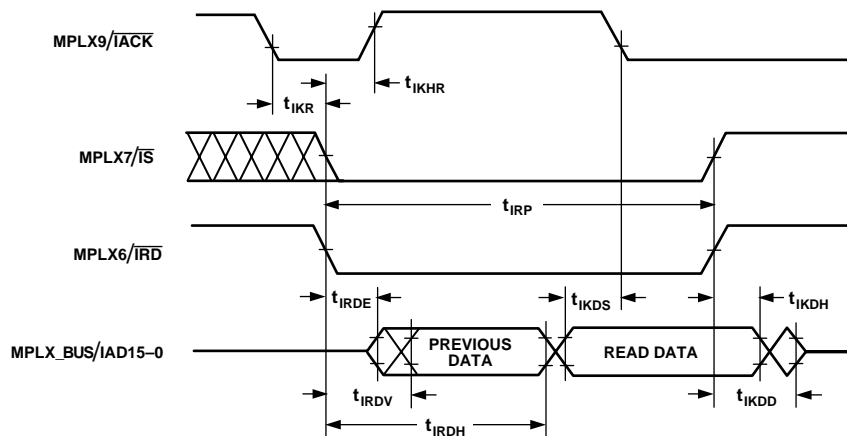 MPLX9/IACK
tIKHR
tIKR
MPLX7/IS
tIRP
MPLX6/IRD
tIRDE
tIKDS
tIKDH
MPLX_BUS/IAD15–0
PREVIOUS
DATA
READ DATA
tIRDV
tIKDD
tIRDH